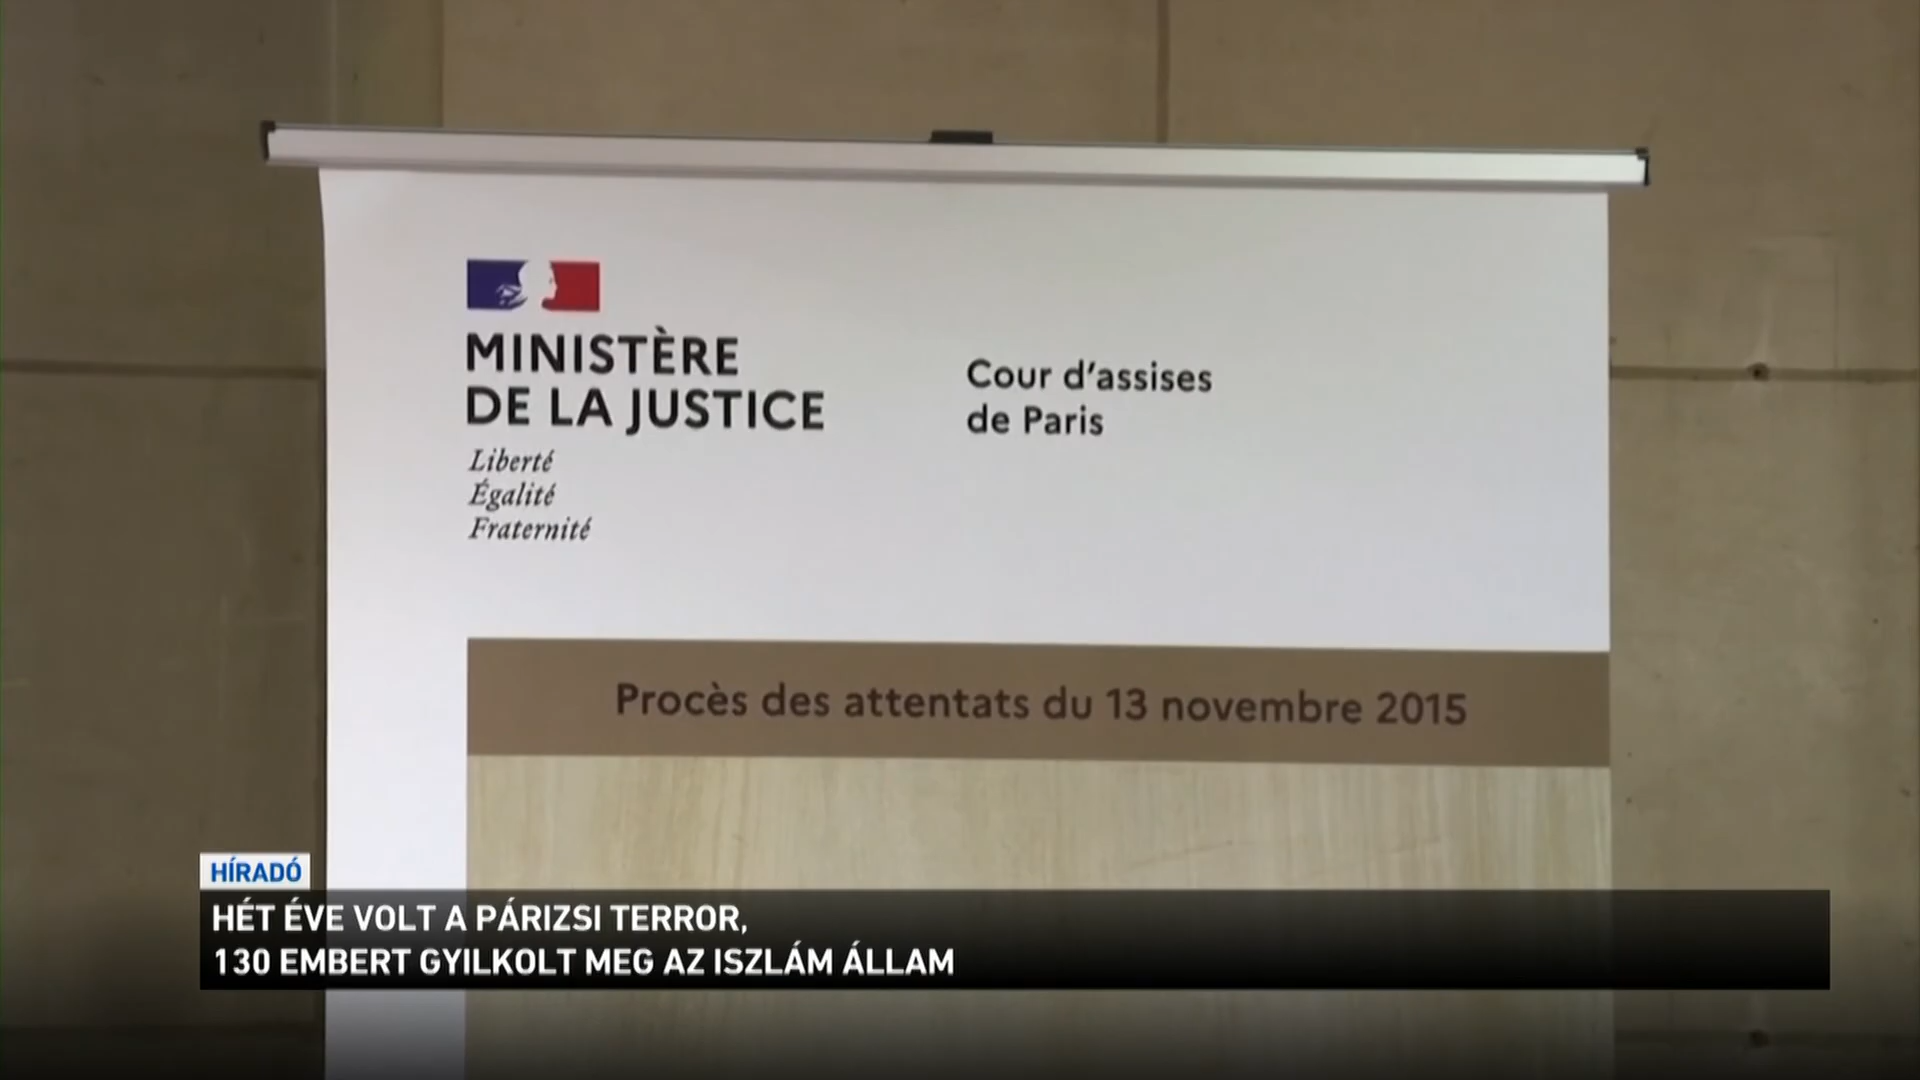 MINISTÈRE
DE LA JUSTICE
Liberté
Égalité
Fraternité
Cour d'assises
de Paris
Procès des attentats du 13 novembre 2015
HÍRADÓ
HÉT ÉVE VOLT A PÁRIZSI TERROR,
130 EMBERT GYILKOLT MEG AZ ISZLÁM ÁLLAM